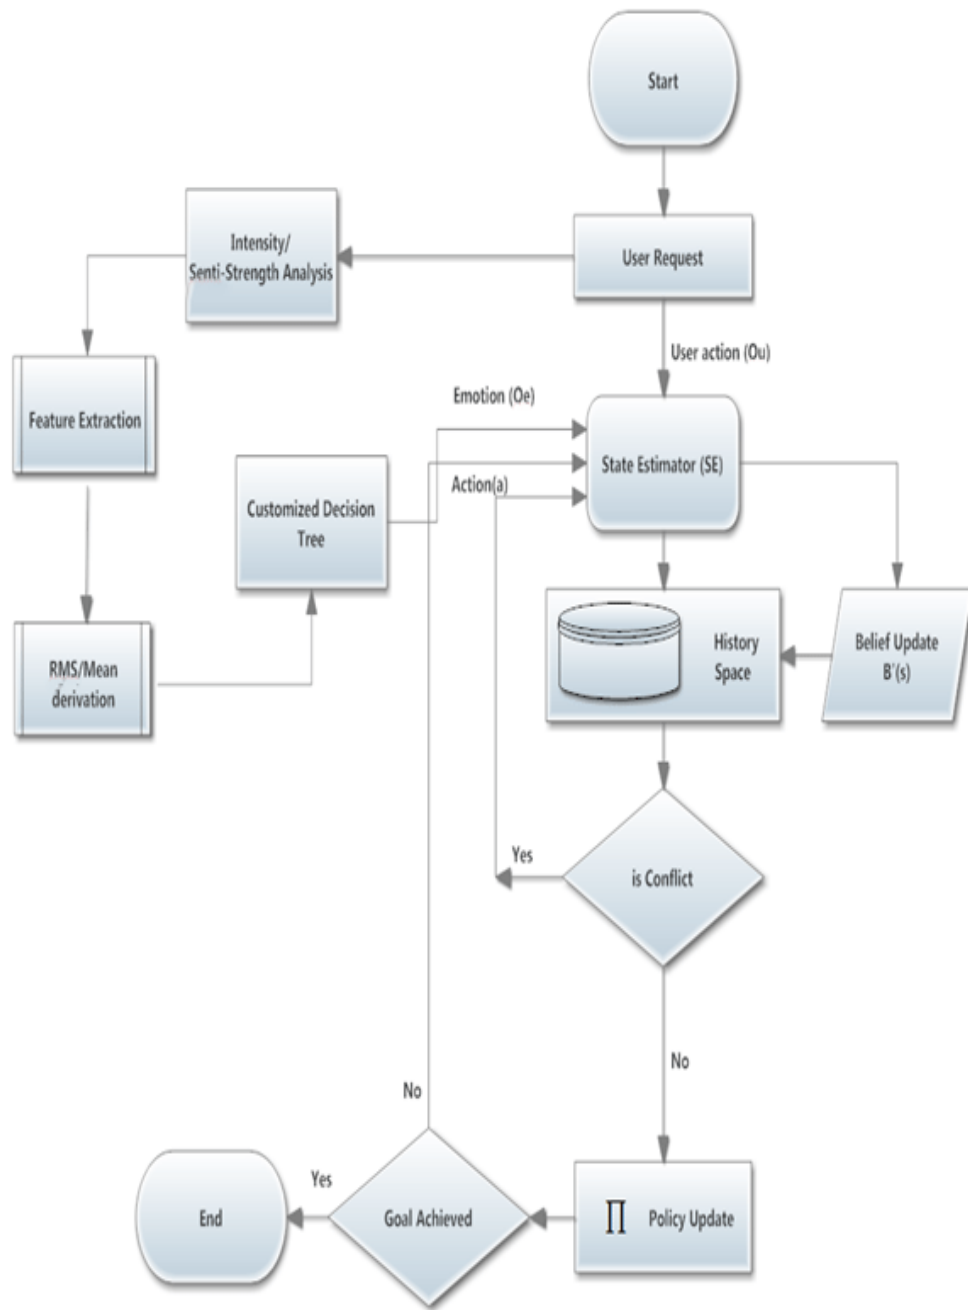 Start
User Request
Intensity/
Senti-Strength Analysis
User action (Ou)
Feature Extraction
Emotion (Oe)
State Estimator (SE)
Action(a)
Customized Decision
Tree
RMS/Mean
derivation
History
Space
Belief Update
B'(s)
Yes
is Conflict
No
No
Yes
End
Goal Achieved
∏ Policy Update